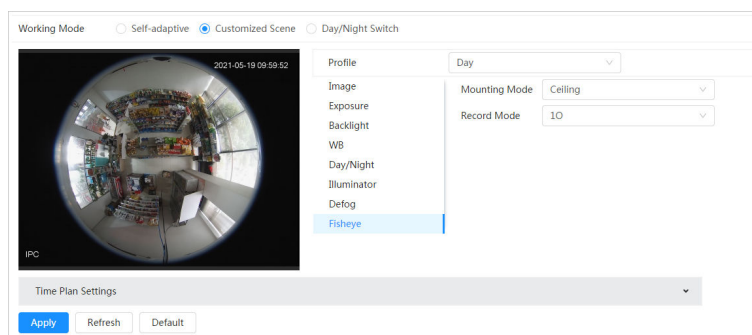 Working Mode Self-adaptive Customized Scene Day/Night Switch
2021-05-19 09:59:52
IPC
Profile Day
Image
Exposure
Backlight
WB
Day/Night
Illuminator
Defog
Fisheye
Mounting Mode Ceiling
Record Mode 1O
Time Plan Settings
Apply Refresh Default